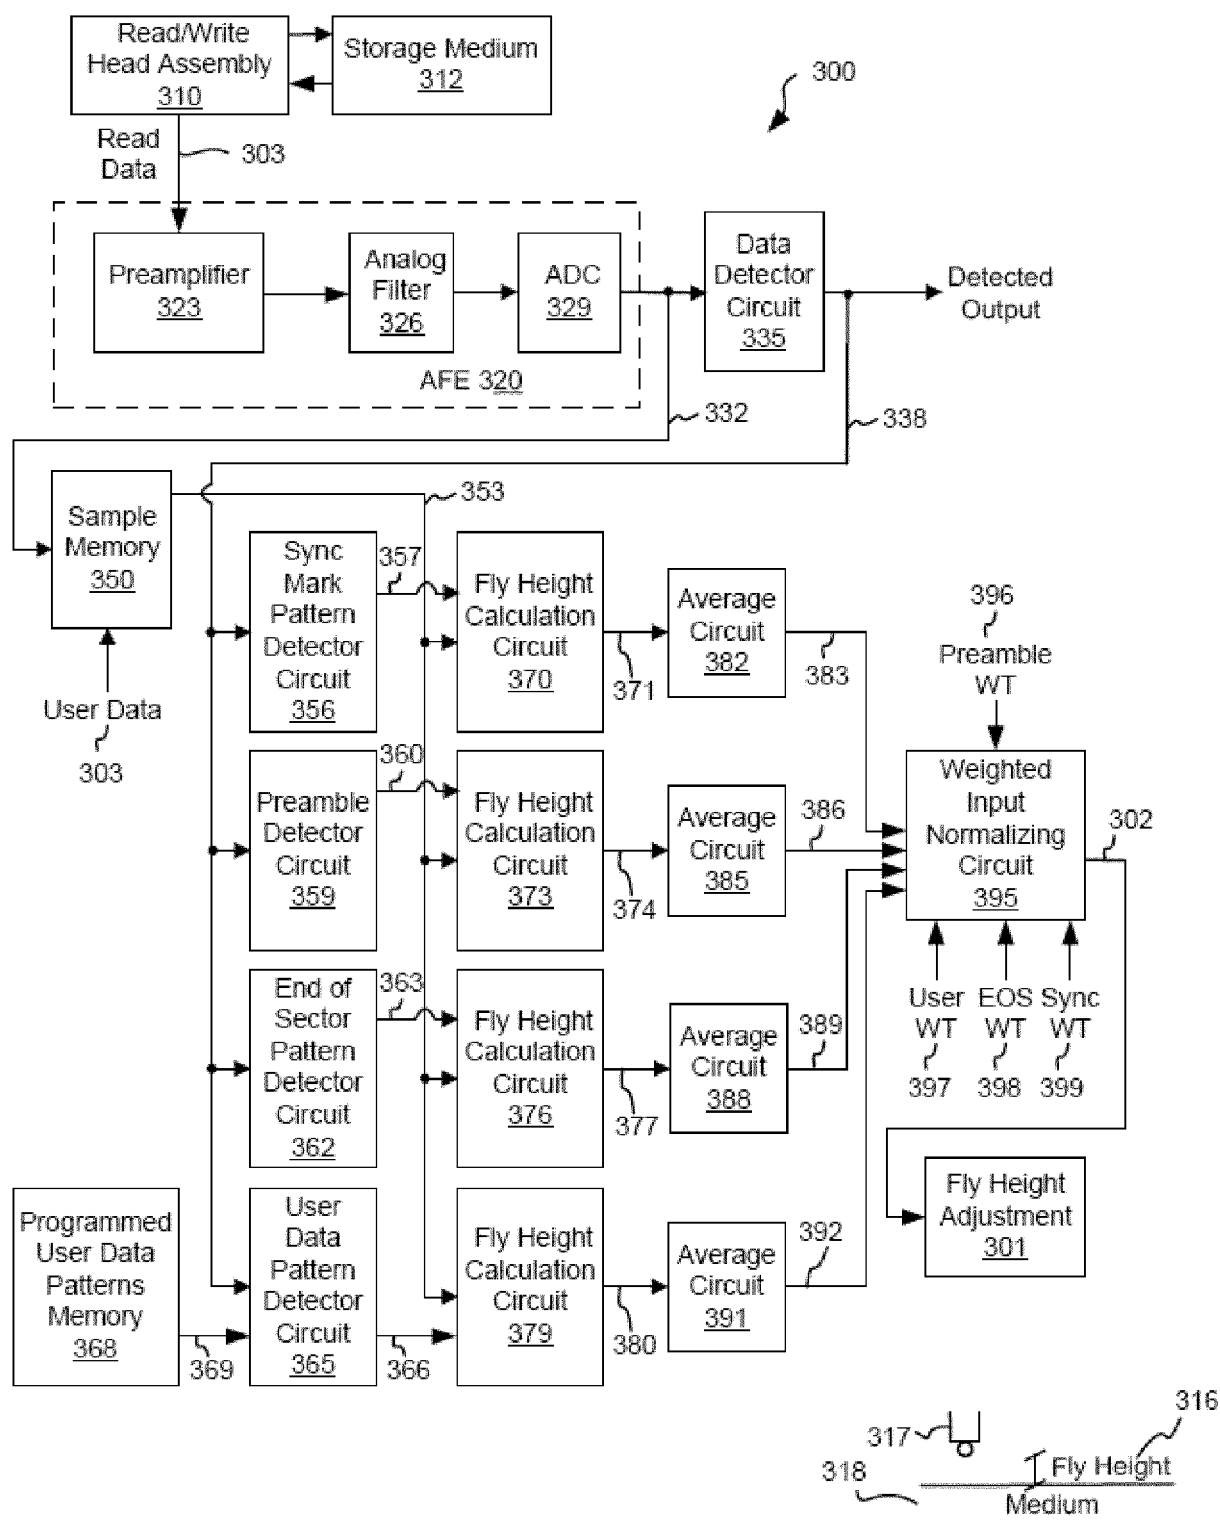 Read/Write
Head Assembly
310
Storage Medium
312
300
Read
Data
303
Preamplifier
323
Analog
Filter
326
ADC
329
AFE 320
Data
Detector
Circuit
335
Detected
Output
332
338
Sample
Memory
350
User Data
303
353
Sync
Mark
Pattern
Detector
Circuit
356
357
Fly Height
Calculation
Circuit
370
371
Average
Circuit
382
383
396
Preamble
WT
Preamble
Detector
Circuit
359
360
Fly Height
Calculation
Circuit
373
374
Average
Circuit
385
386
Weighted
Input
Normalizing
Circuit
395
302
End of
Sector
Pattern
Detector
Circuit
362
363
Fly Height
Calculation
Circuit
376
377
Average
Circuit
388
389
User
WT
397
EOS
WT
398
Sync
WT
399
Programmed
User Data
Patterns
Memory
368
369
User
Data
Pattern
Detector
Circuit
365
366
Fly Height
Calculation
Circuit
379
380
Average
Circuit
391
392
Fly Height
Adjustment
301
317
316
Fly Height
318
Medium